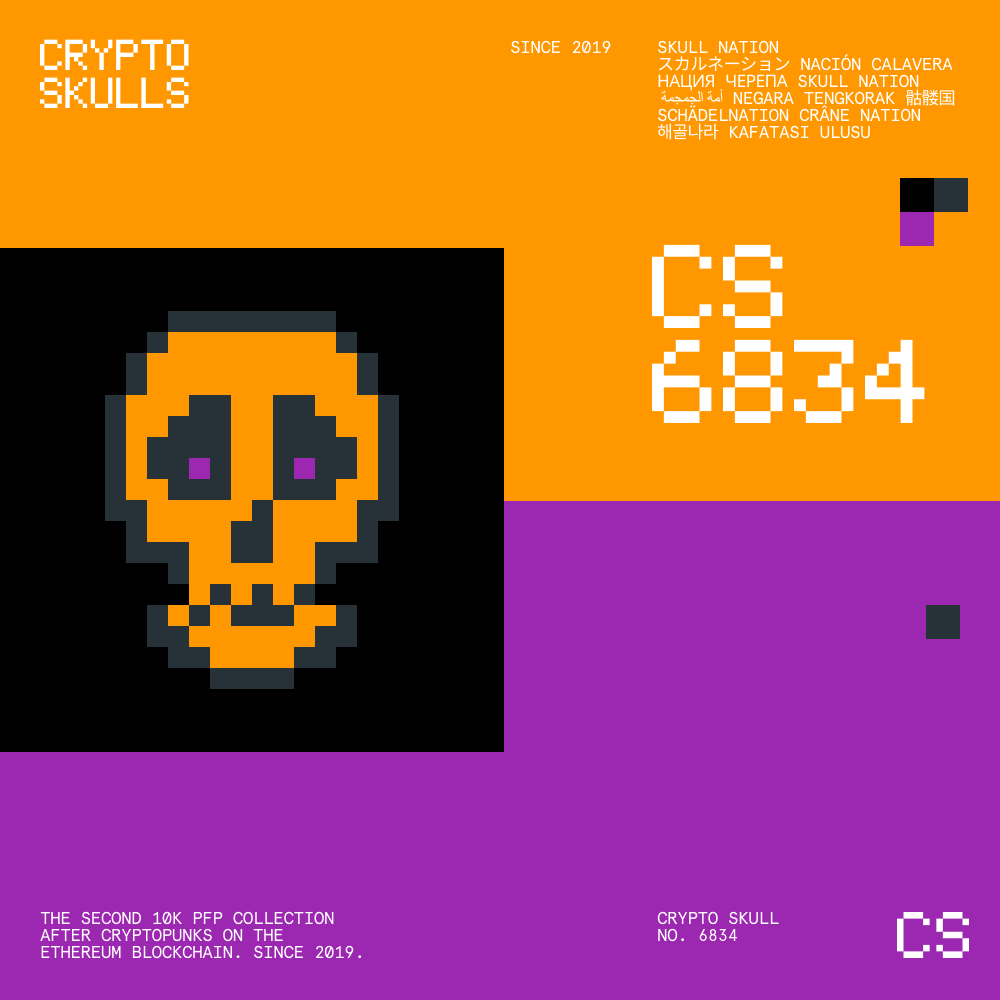 CRYPTO
SKULLS
SINCE 2019
SKULL NATION
スカルネーション NACIÓN CALAVERA
НАЦИЯ ЧЕРЕПА SKULL NATION
أمة الجمجمة NEGARA TENGKORAK 骷髅国
SCHÄDELNATION CRÂNE NATION
해골나라 KAFATASI ULUSU
CS
6834
THE SECOND 10K PFP COLLECTION
AFTER CRYPTOPUNKS ON THE
ETHEREUM BLOCKCHAIN. SINCE 2019.
CRYPTO SKULL
NO. 6834
CS